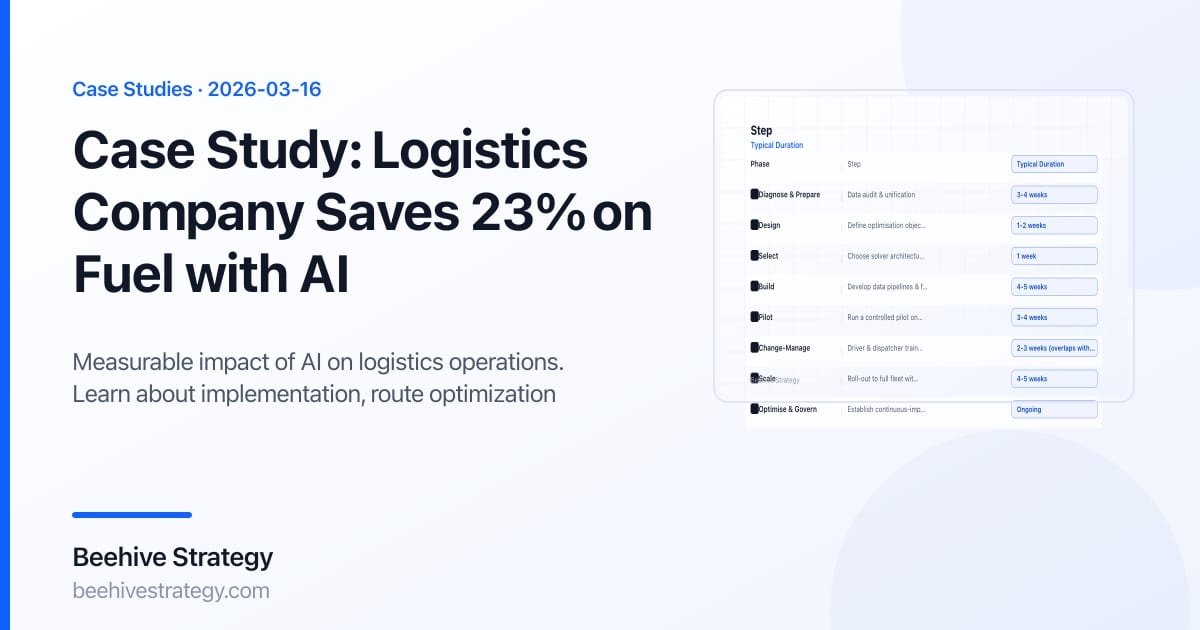 Case Studies · 2026-03-16
Case Study: Logistics
Company Saves 23% on
Fuel with AI
Measurable impact of AI on logistics operations.
Learn about implementation, route optimization
Beehive Strategy
beehivestrategy.com
Step
Typical Duration
Phase Step Typical Duration
Diagnose & Prepare Data audit & unification 3-4 weeks
Design Define optimisation objec... 1-2 weeks
Select Choose solver architectu... 1 week
Build Develop data pipelines & f... 4-5 weeks
Pilot Run a controlled pilot on... 3-4 weeks
Change-Manage Driver & dispatcher train... 2-3 weeks (overlaps with...
Scale Strategy Roll-out to full fleet wit... 4-5 weeks
Optimise & Govern Establish continuous-imp... Ongoing